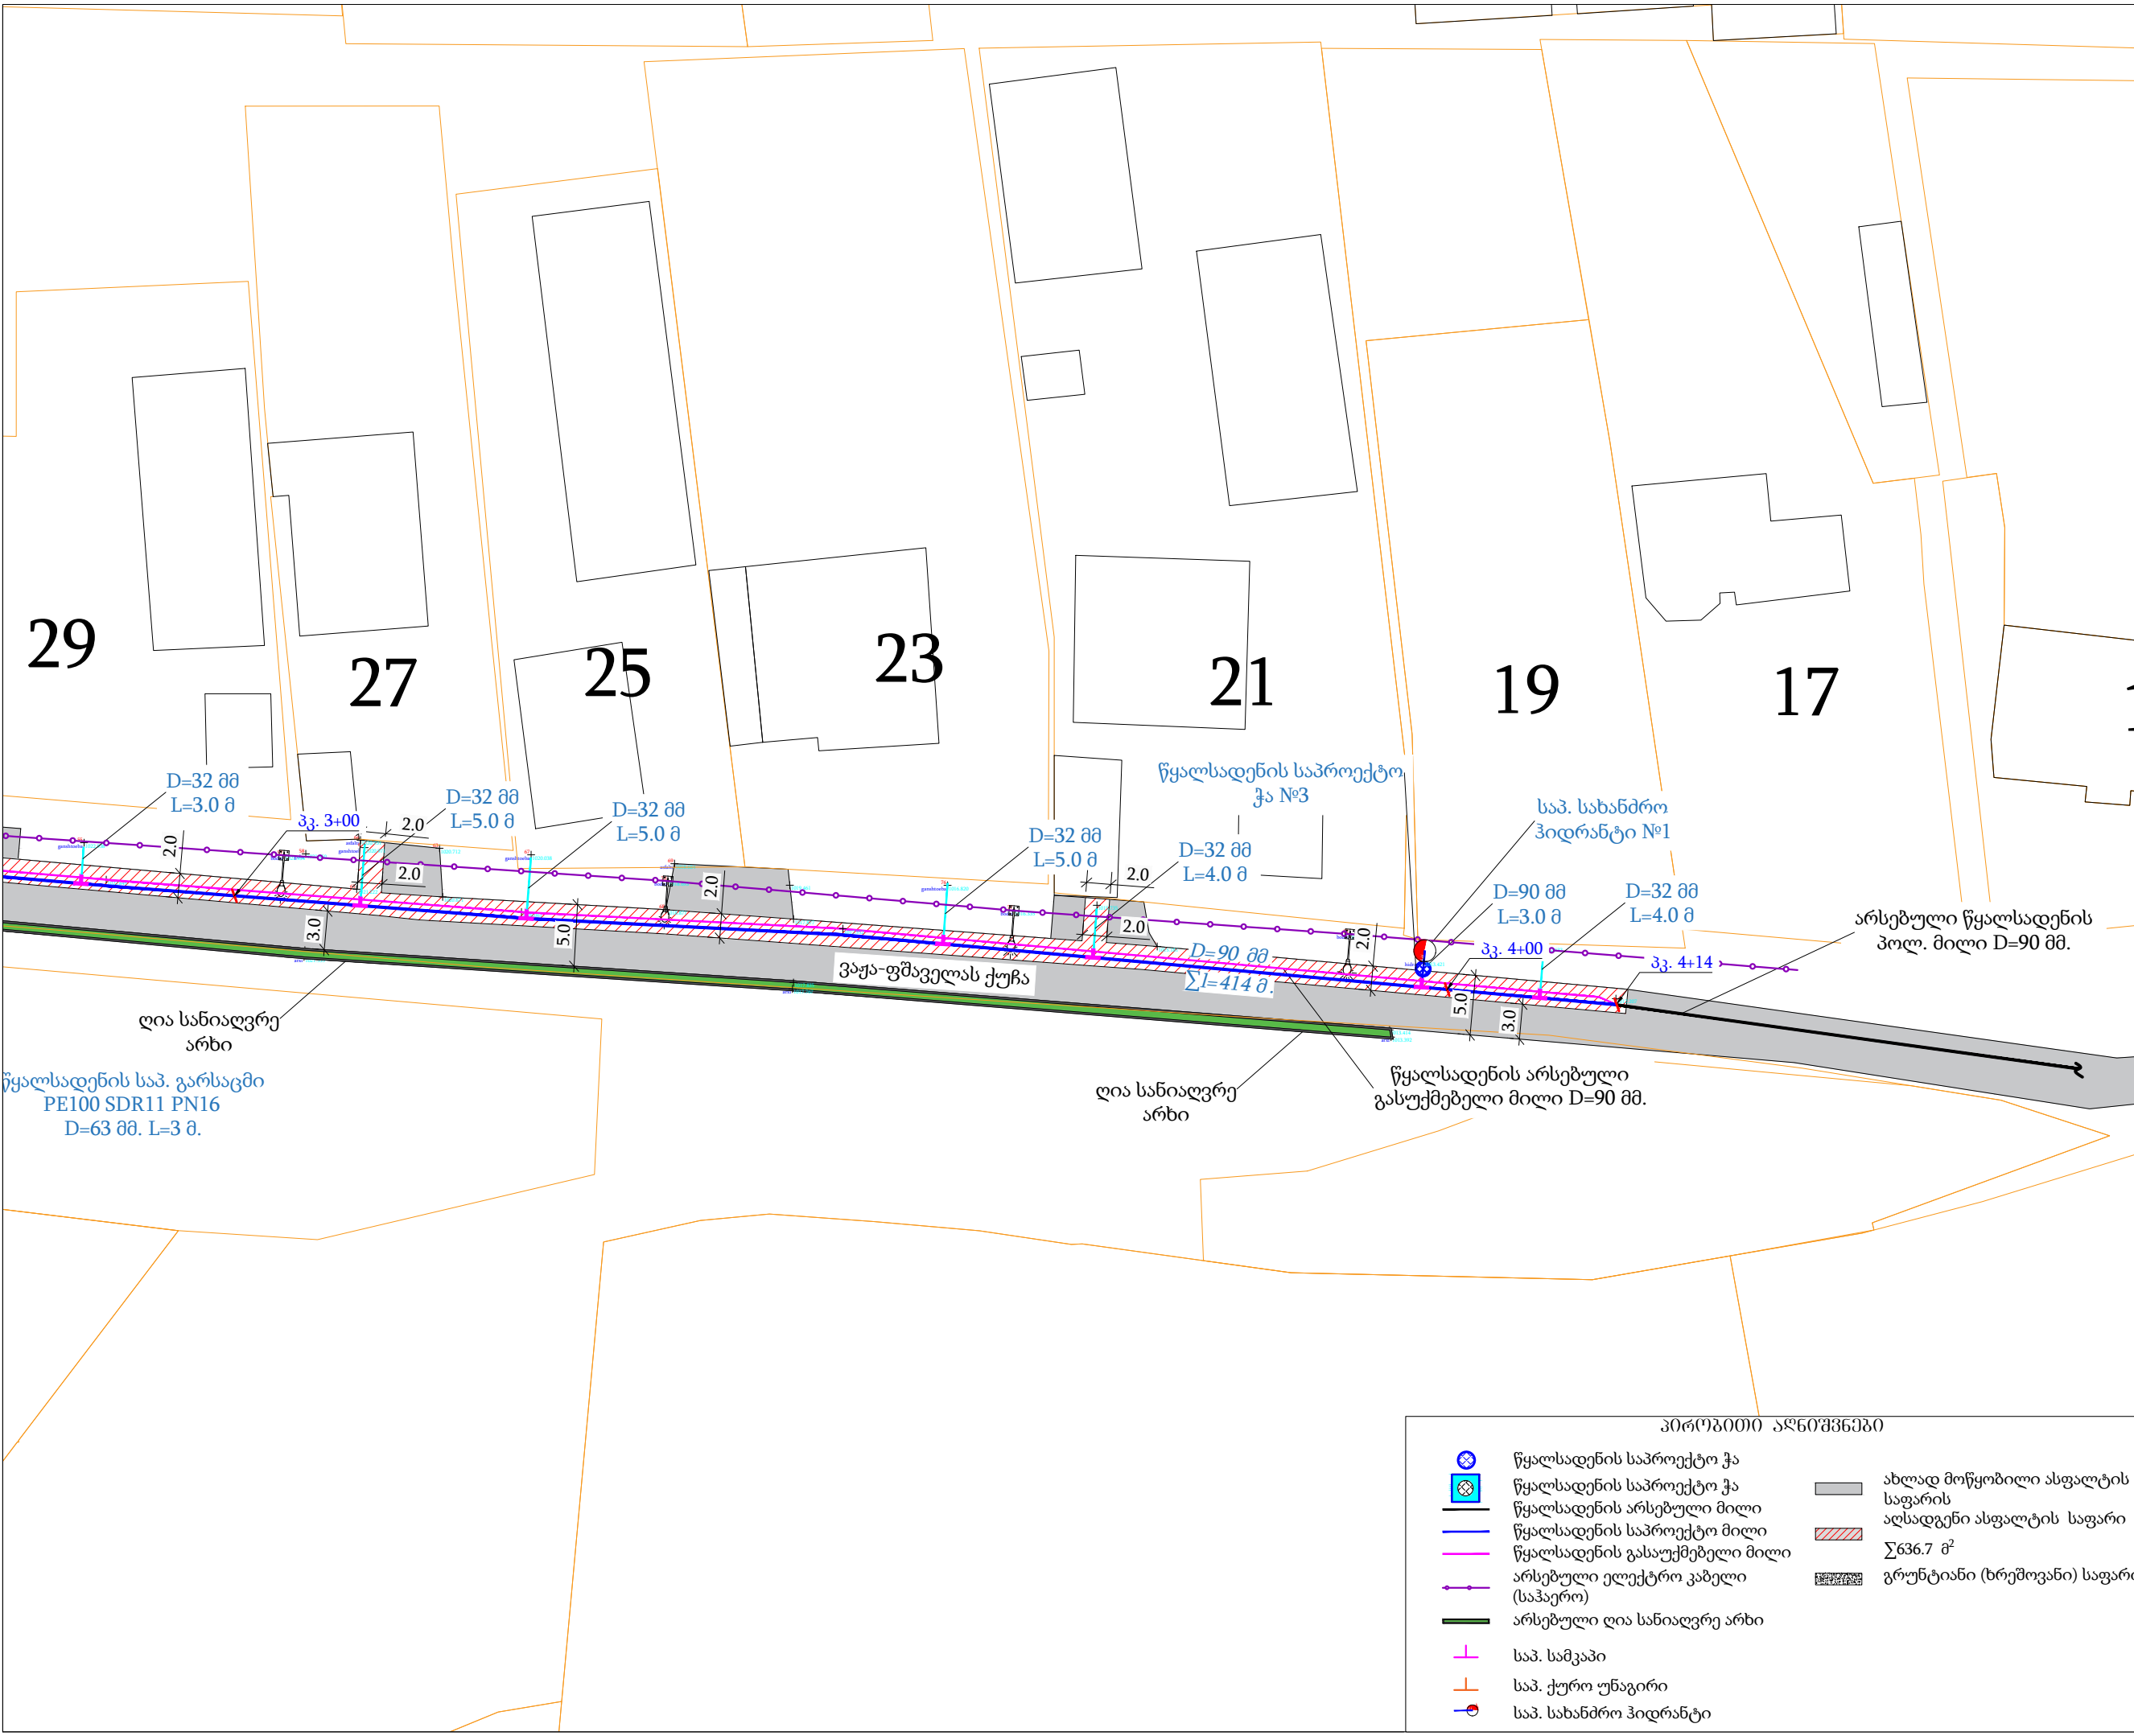 29
27
25
23
21
19
17
D=32 მმ
L=3.0 მ
პკ. 3+00
2.0
2.0
2.0
D=32 მმ
L=5.0 მ
D=32 მმ
L=5.0 მ
2.0
3.0
5.0
D=32 მმ
L=5.0 მ
D=32 მმ
L=4.0 მ
2.0
2.0
წყალსადენის საპროექტო
ჭა №3
საპ. სახანძრო
ჰიდრანტი №1
D=90 მმ
L=3.0 მ
D=32 მმ
L=4.0 მ
2.0
პკ. 4+00
პკ. 4+14
5.0
3.0
არსებული წყალსადენის
პოლ. მილი D=90 მმ.
ვაჟა-ფშაველას ქუჩა
D=90 მმ
∑l=414 მ.
ღია სანიაღვრე
არხი
წყალსადენის საპ. გარსაცმი
PE100 SDR11 PN16
D=63 მმ. L=3 მ.
ღია სანიაღვრე
არხი
წყალსადენის არსებული
გასუქმებელი მილი D=90 მმ.
პირობითი აღნიშვნები
წყალსადენის საპროექტო ჭა
წყალსადენის საპროექტო ჭა
წყალსადენის არსებული მილი
წყალსადენის საპროექტო მილი
წყალსადენის გასაუქმებელი მილი
არსებული ელექტრო კაბელი
(საჰაერო)
არსებული ღია სანიაღვრე არხი
საპ. სამკაპი
საპ. ქურო უნაგირი
საპ. სახანძრო ჰიდრანტი
ახლად მოწყობილი ასფალტის
საფარის
აღსადგენი ასფალტის საფარი
∑636.7 მ²
გრუნტიანი (ხრეშოვანი)